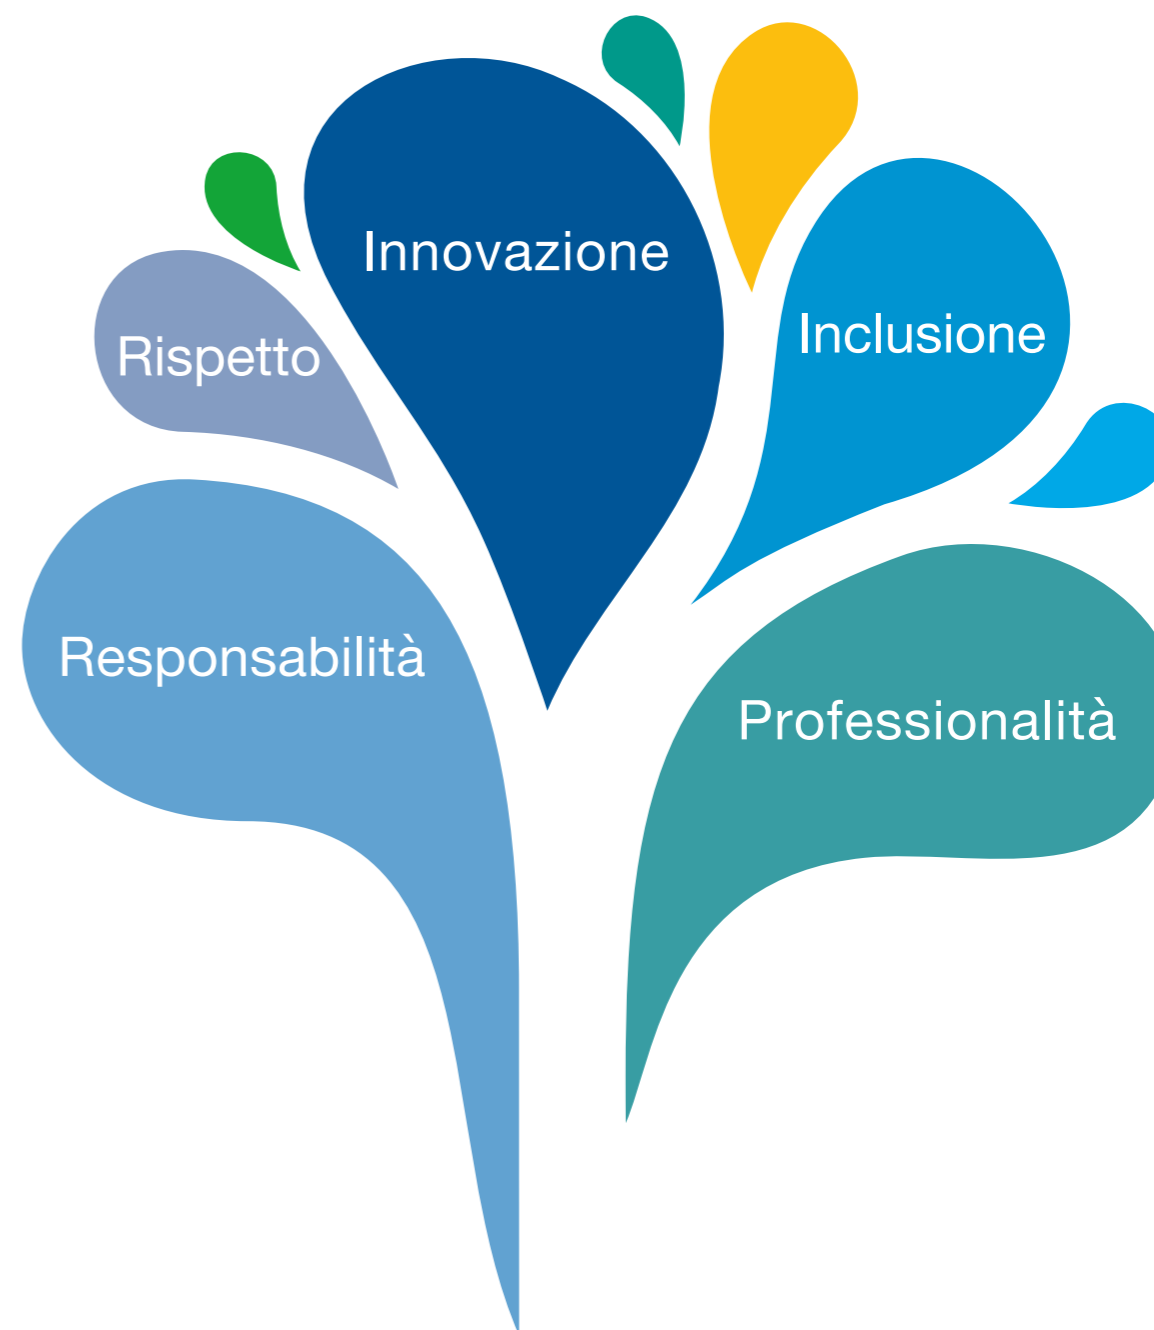 Innovazione
Inclusione
Rispetto
Responsabilità
Professionalità